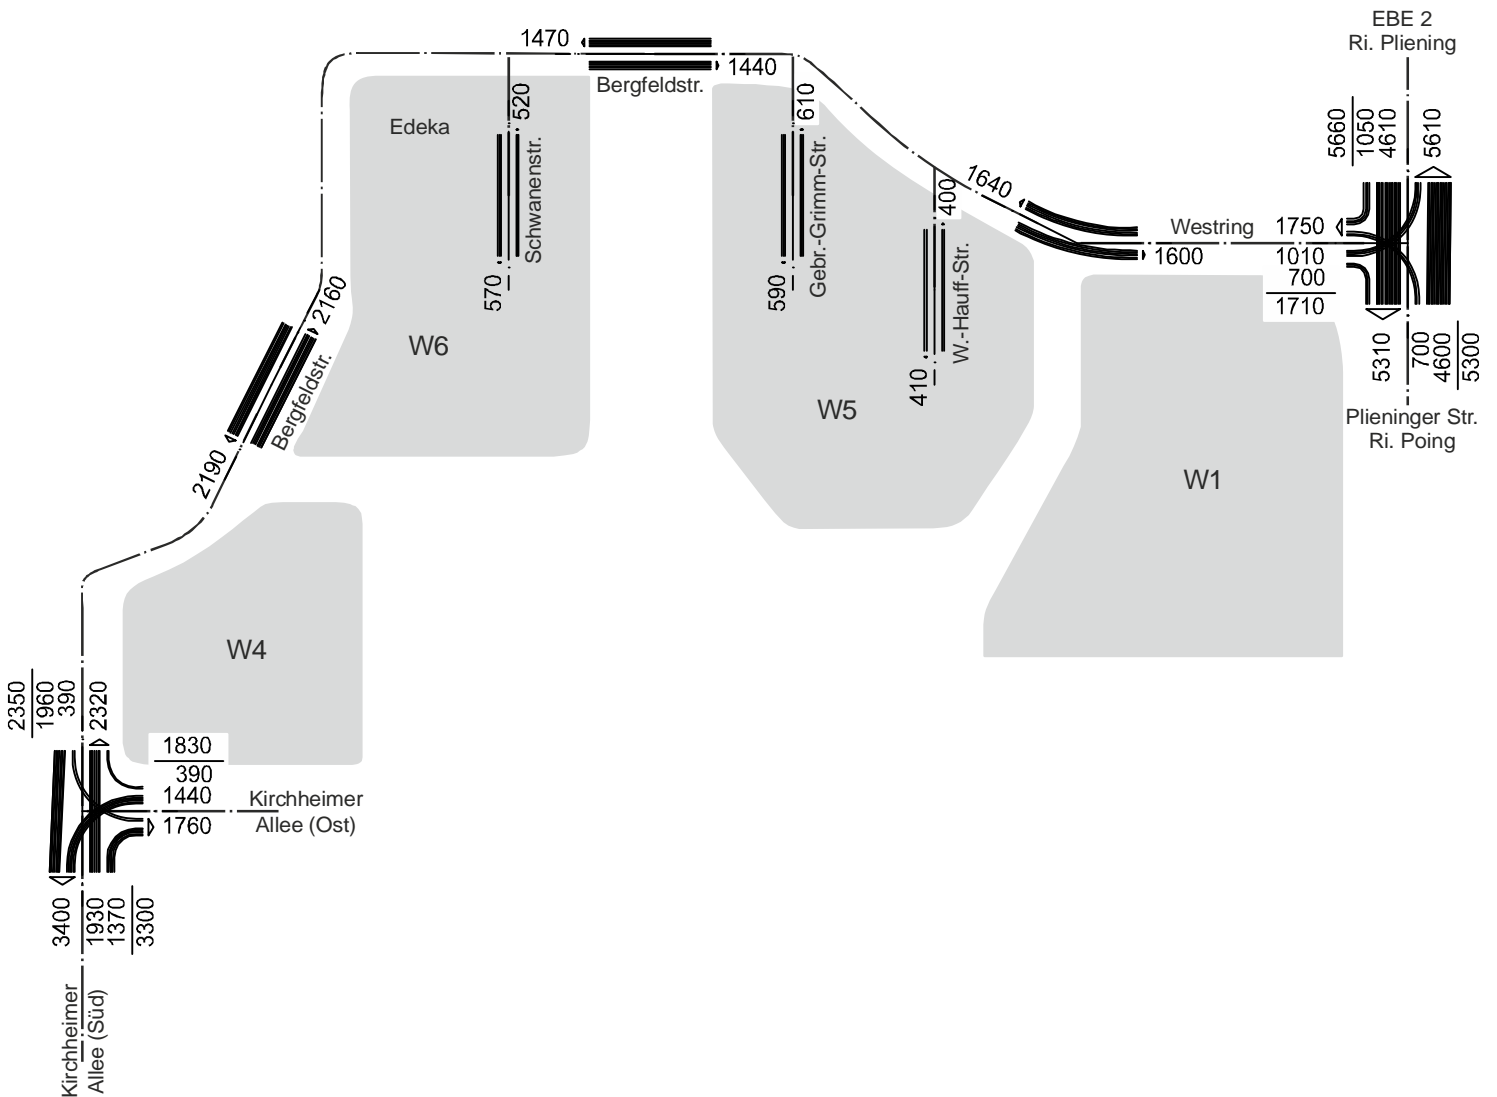 EBE 2
Ri. Pliening
1470
1440
Bergfeldstr.
520
610
5660
1050
4610
5610
Edeka
Schwanenstr.
Gebr.-Grimm-Str.
400
1640
Westring
1750
1600
1010
700
1710
570
590
W.-Hauff-Str.
2160
W6
Bergfeldstr.
410
5310
700
4600
5300
W5
Plieninger Str.
Ri. Poing
2190
W1
W4
2350
1960
390
2320
1830
390
1440
1760
Kirchheimer
Allee (Ost)
3400
1930
1370
3300
Kirchheimer
Allee (Süd)